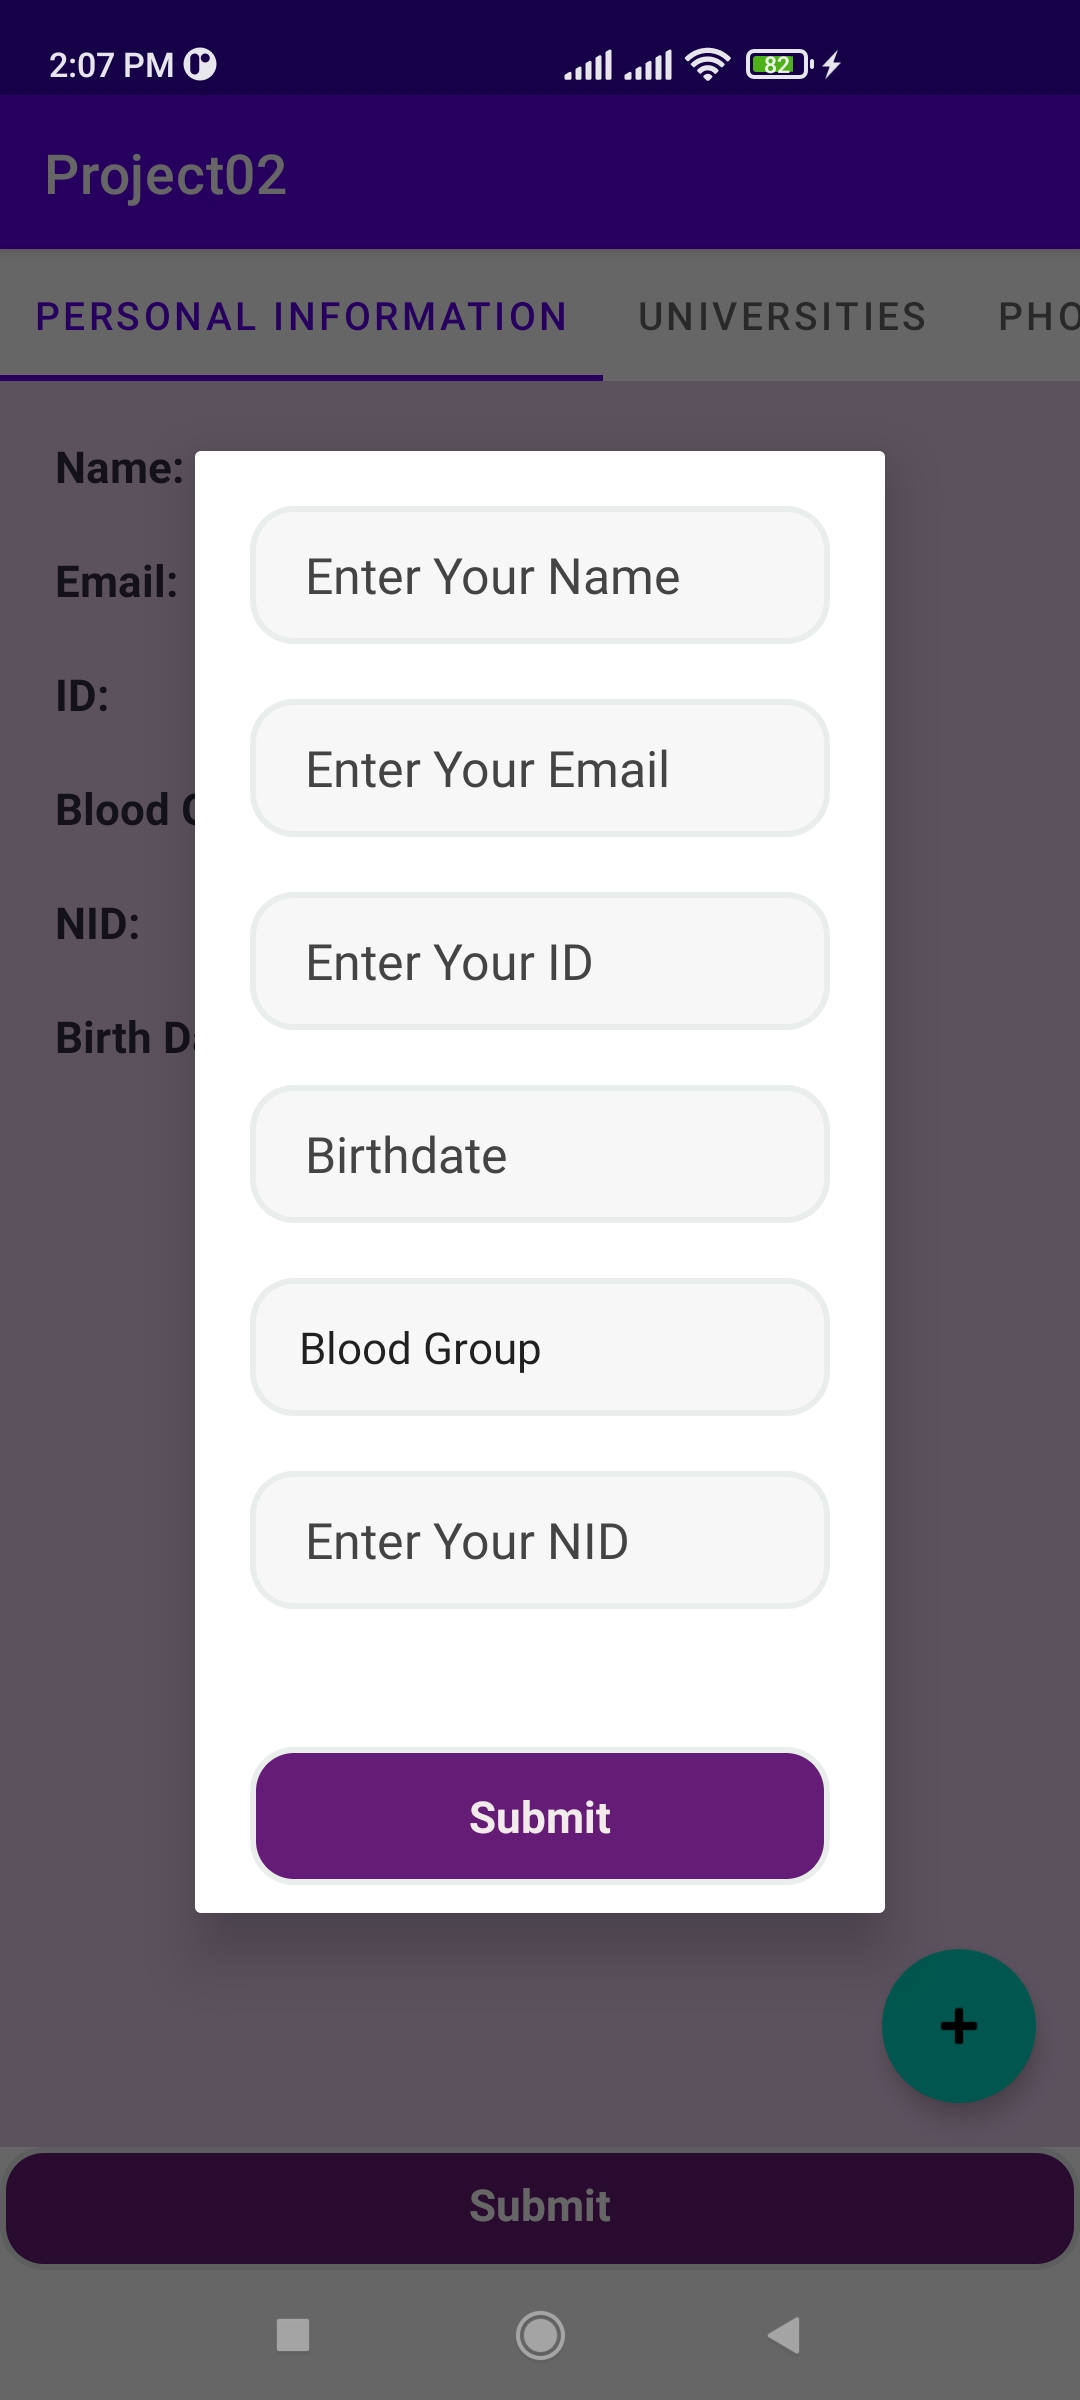 2:07 PM
82
Project02
PERSONAL INFORMATION UNIVERSITIES PHO
Name:
Email:
ID:
Blood G
NID:
Birth Da
Enter Your Name
Enter Your Email
Enter Your ID
Birthdate
Blood Group
Enter Your NID
Submit
+
Submit